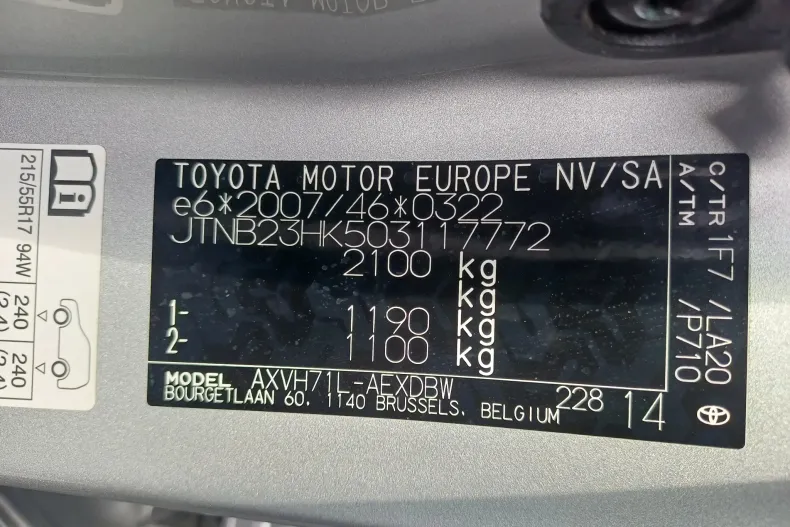 TOYOTA MOTOR
215/55R17 94W
240
240
TOYOTA MOTOR EUROPE NV/SA
e6*2007/46*0322
JTNB23HK503117772
2100 kg
kg
1- 1190 kg
2- 1100 kg
MODEL AXVH71L-AEXDBW
BOURGETLAAN 60, 1140 BRUSSELS, BELGIUM
228 14
C/TR 1F7 /LA20
A/TM /P710